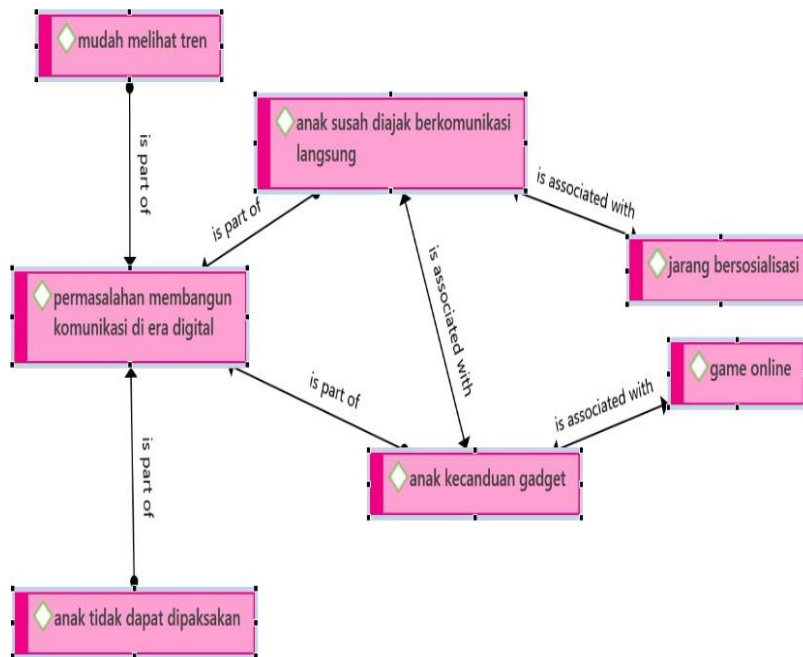 mudah melihat tren
is part of
anak susah diajak berkomunikasi
langsung
is part of
is associated with
jarang bersosialisasi
is associated with
permasalahan membangun
komunikasi di era digital
game online
is part of
is associated with
anak kecanduan gadget
is part of
anak tidak dapat dipaksakan